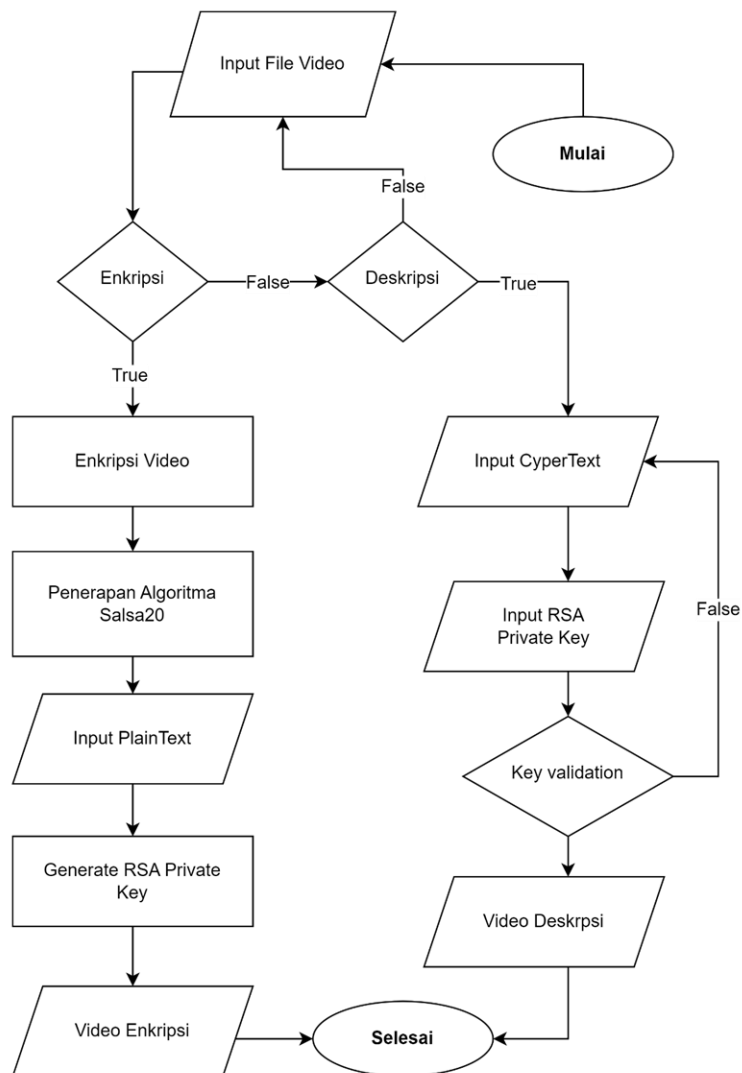 Input File Video
Mulai
False
Enkripsi
False
Deskripsi
True
True
Enkripsi Video
Input CyperText
Penerapan Algoritma
Salsa20
Input RSA
Private Key
False
Input PlainText
Key validation
Generate RSA Private
Key
Video Deskrpsi
Video Enkripsi
Selesai